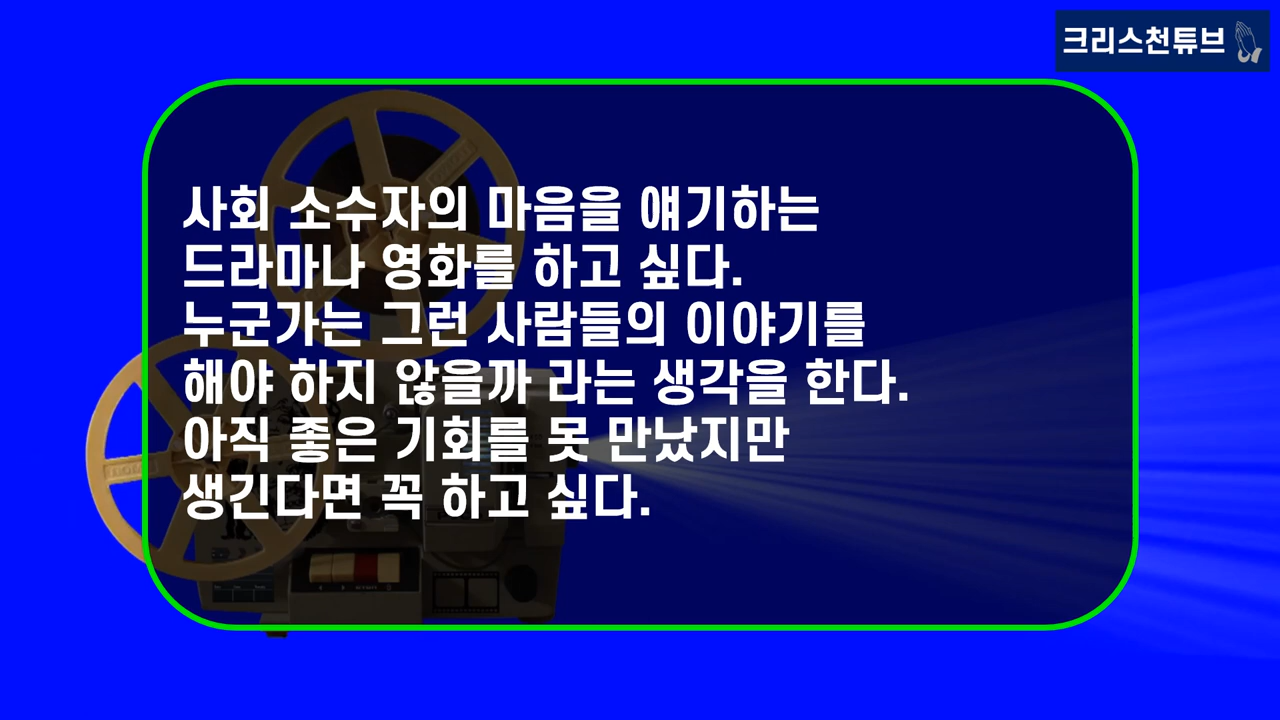 크리스천튜브
사회 소수자의 마음을 얘기하는
드라마나 영화를 하고 싶다.
누군가는 그런 사람들의 이야기를
해야 하지 않을까 라는 생각을 한다.
아직 좋은 기회를 못 만났지만
생긴다면 꼭 하고 싶다.